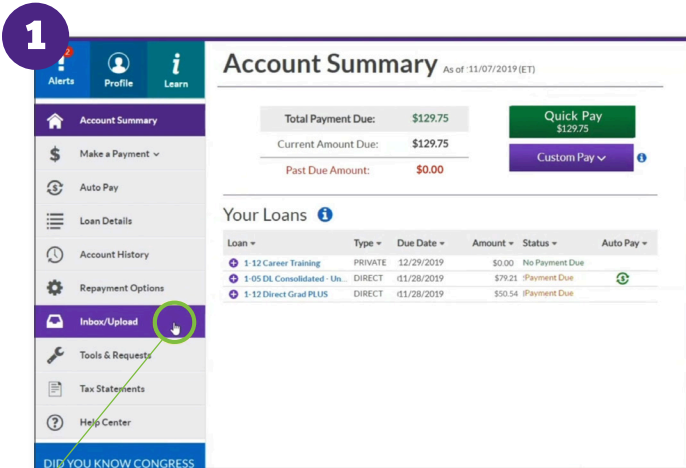 1
2
Alerts
Profile
i
Learn
Account Summary As of :11/07/2019 (ET)
Account Summary
$ Make a Payment
Auto Pay
Loan Details
Account History
Repayment Options
Inbox/Upload
Tools & Requests
Tax Statements
? Help Center
DID YOU KNOW CONGRESS
Total Payment Due: $129.75
Current Amount Due: $129.75
Past Due Amount: $0.00
Quick Pay
$129.75
Custom Pay
Your Loans
Loan Type Due Date Amount Status Auto Pay
1-12 Career Training PRIVATE 12/29/2019 $0.00 No Payment Due
1-05 DL Consolidated - Un... DIRECT 11/28/2019 $79.21 Payment Due
1-12 Direct Grad PLUS DIRECT 11/28/2019 $50.54 Payment Due